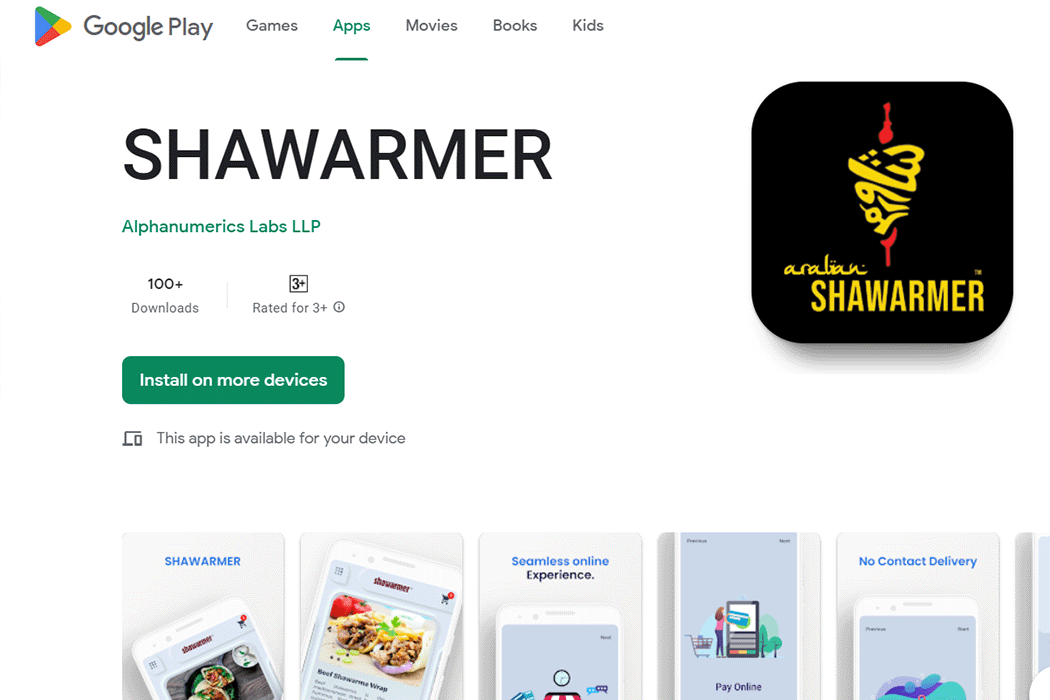 Google Play Games Apps Movies Books Kids
SHAWARMER
Alphanumerics Labs LLP
100+
Downloads
3+
Rated for 3+
Install on more devices
This app is available for your device
arabian
SHAWARMER
TM
SHAWARMER
shawarmer
shawarmer
Beef Shawarma Wrap
Seamless online
Experience.
Next
Previous Next
Pay Online
No Contact Delivery
Previous Next